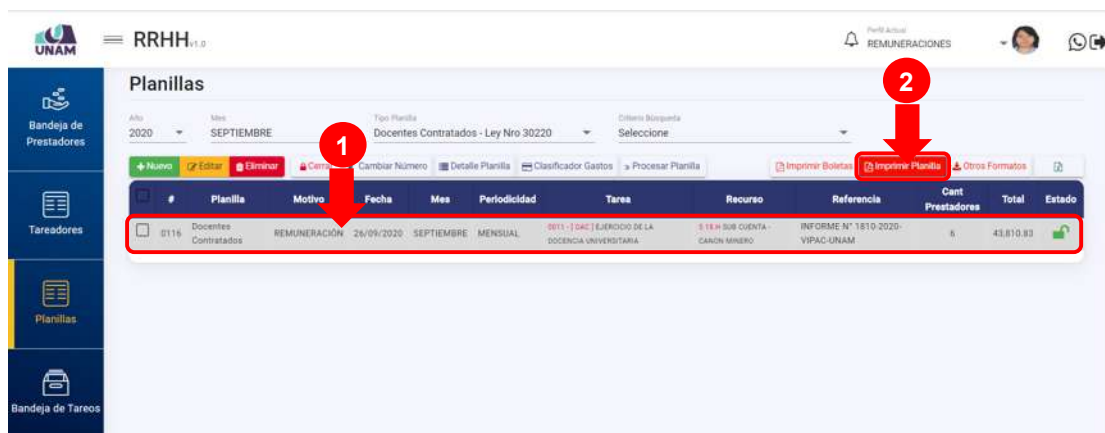 UNAM
RRHH v1.0
Perfil Actual
REMUNERACIONES
Bandeja de
Prestadores
Tareadores
Planillas
Bandeja de Tareos
Planillas
Año
2020
Mes
SEPTIEMBRE
Tipo Planilla
Docentes Contratados - Ley Nro 30220
Criterio Búsqueda
Seleccione
1
2
+Nuevo Editar Eliminar Cerrar Cambiar Número Detalle Planilla Clasificador Gastos » Procesar Planilla Imprimir Boletas Imprimir Planilla Otros Formatos
# Planilla Motivo Fecha Mes Periodicidad Tarea Recurso Referencia Cant Prestadores Total Estado
0116 Docentes Contratados REMUNERACIÓN 26/09/2020 SEPTIEMBRE MENSUAL 0011 - [ DAC ] EJERCICIO DE LA DOCENCIA UNIVERSITARIA 5 18.H SUB CUENTA - CANON MINERO INFORME N° 1810-2020-VIPAC-UNAM 6 43,810.83